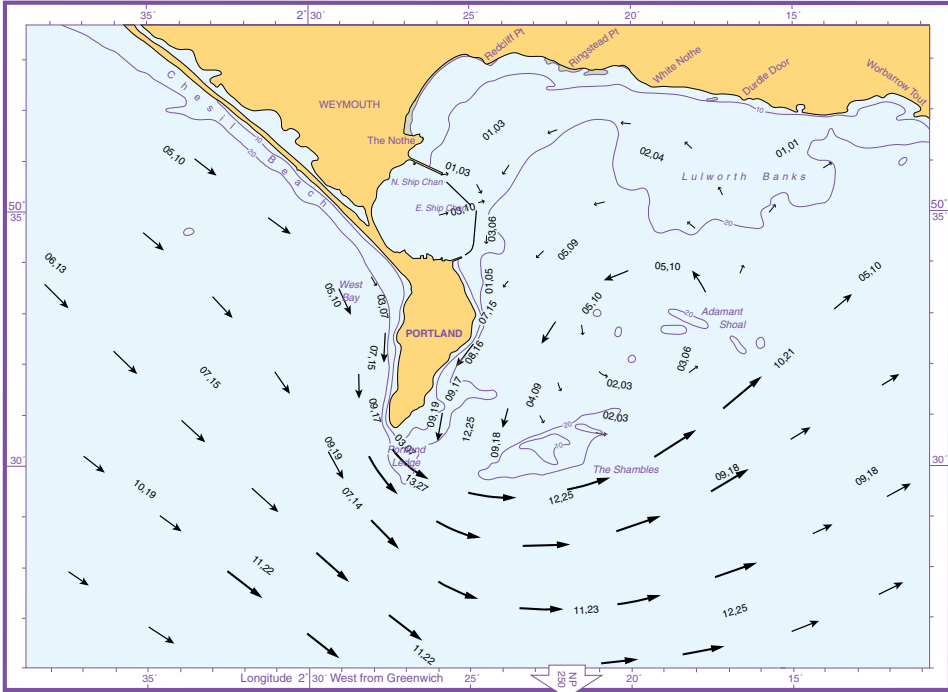 35'
2° 30'
25'
20'
15'
Redcliff Pt
Ringstead Pt
White Nothe
Durdle Door
Worbarrow Tout
Chesil Beach
WEYMOUTH
The Nothe
10
01,03
02,04
01,01
05,10
10
20
01,03
N. Ship Chan
Lulworth Banks
E. Ship Chan
03,10
50°
35'
50°
35'
20
03,06
05,09
06,13
05,10
05,10
West
Bay
05,10
03,07
01,05
07,15
05,10
20
Adamant
Shoal
PORTLAND
07,15
07,15
08,16
03,06
10,21
09,17
09,17
04,09
02,03
09,19
12,25
09,18
02,03
20
10
09,19
Portland
Ledge
30'
30'
The Shambles
13,27
07,14
10,19
12,25
09,18
09,18
11,22
11,23
12,25
11,22
35'
Longitude 2° 30' West from Greenwich
NP
250
20'
15'